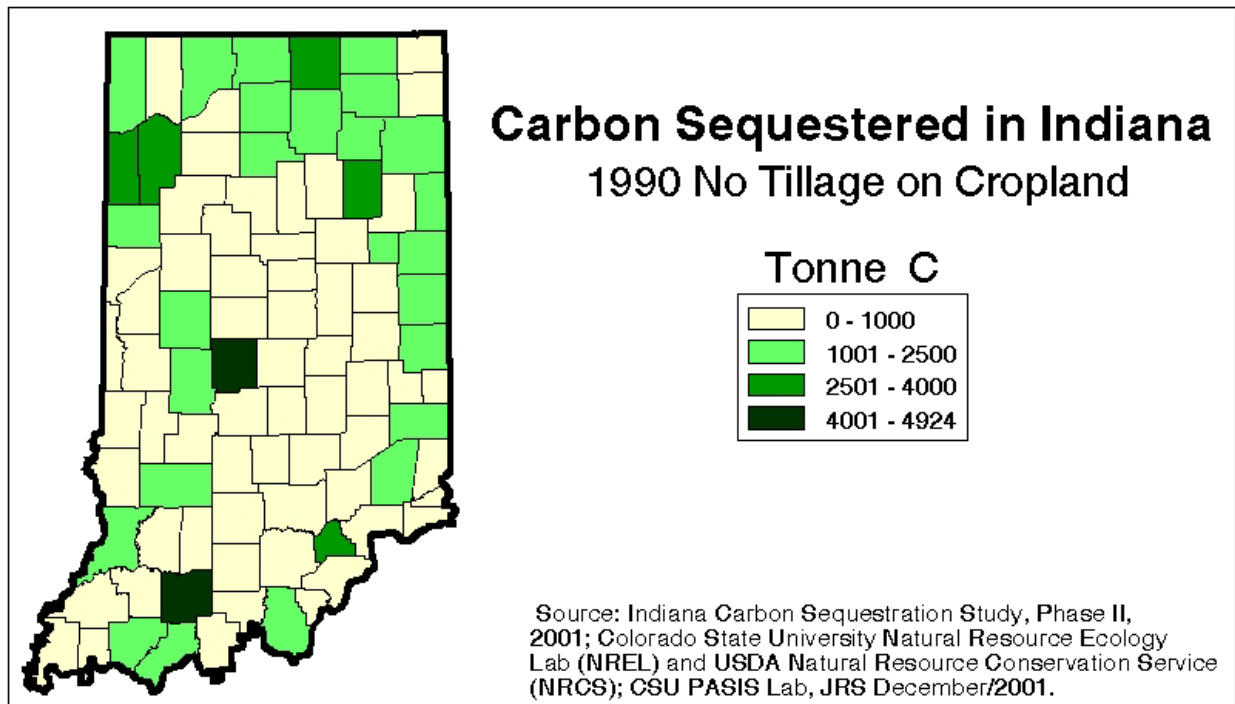 Carbon Sequestered in Indiana
1990 No Tillage on Cropland
Tonne C
0 - 1000
1001 - 2500
2501 - 4000
4001 - 4924
Source: Indiana Carbon Sequestration Study, Phase II,
2001; Colorado State University Natural Resource Ecology
Lab (NREL) and USDA Natural Resource Conservation Service
(NRCS); CSU PASIS Lab, JRS December/2001.